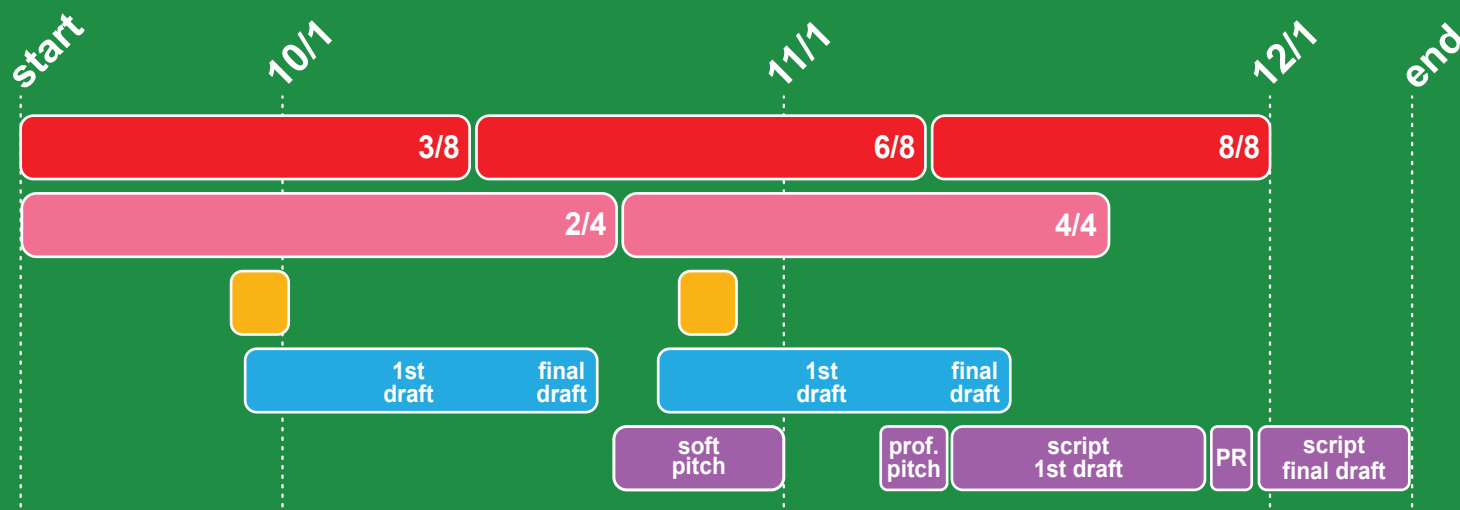 start
10/1
11/1
12/1
end
3/8
6/8
8/8
2/4
4/4
1st
draft
final
draft
1st
draft
final
draft
soft
pitch
prof.
pitch
script
1st draft
PR
script
final draft